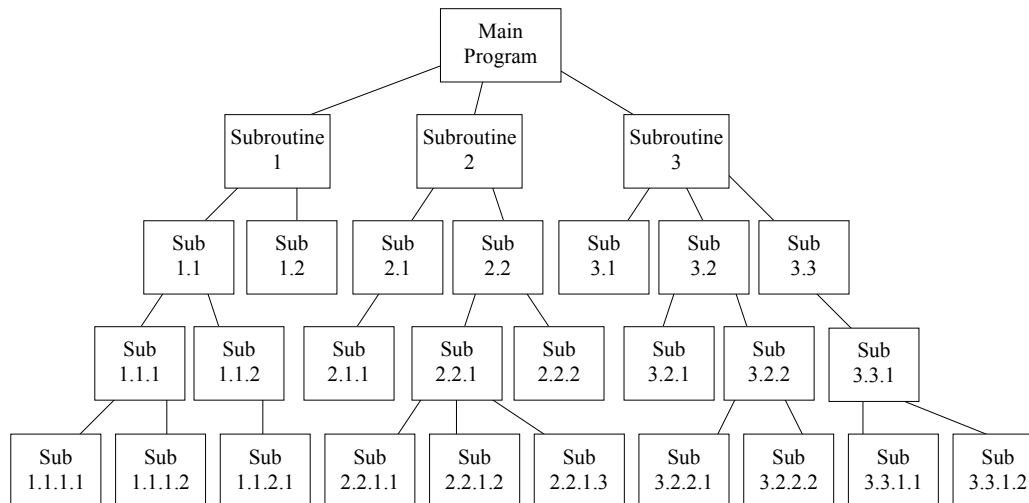 Main
Program
Subroutine
1
Subroutine
2
Subroutine
3
Sub
1.1
Sub
1.2
Sub
2.1
Sub
2.2
Sub
3.1
Sub
3.2
Sub
3.3
Sub
1.1.1
Sub
1.1.2
Sub
2.1.1
Sub
2.2.1
Sub
2.2.2
Sub
3.2.1
Sub
3.2.2
Sub
3.3.1
Sub
1.1.1.1
Sub
1.1.1.2
Sub
1.1.2.1
Sub
2.2.1.1
Sub
2.2.1.2
Sub
2.2.1.3
Sub
3.2.2.1
Sub
3.2.2.2
Sub
3.3.1.1
Sub
3.3.1.2